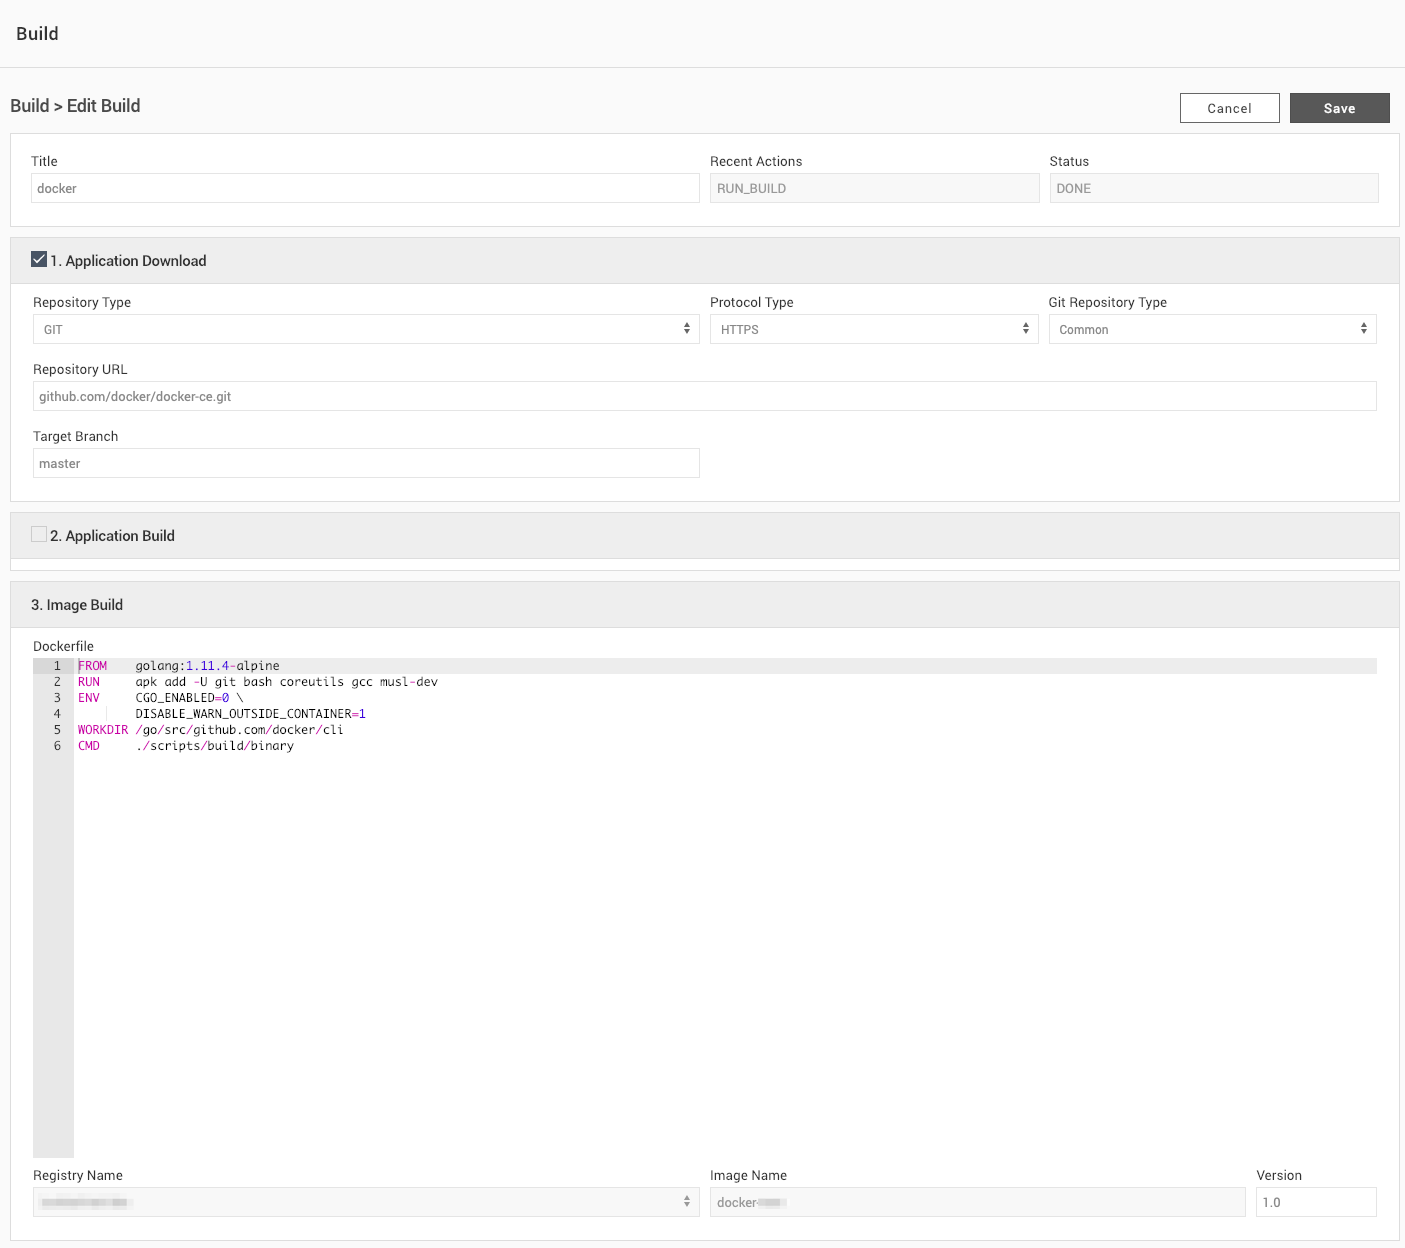 Build
Build > Edit Build
Cancel
Save
Title
Recent Actions
Status
docker
RUN_BUILD
DONE
1. Application Download
Repository Type
Protocol Type
Git Repository Type
GIT
HTTPS
Common
Repository URL
github.com/docker/docker-ce.git
Target Branch
master
2. Application Build
3. Image Build
Dockerfile
1 FROM golang:1.11.4-alpine
2 RUN apk add -U git bash coreutils gcc musl-dev
3 ENV CGO_ENABLED=0 \
4 DISABLE_WARN_OUTSIDE_CONTAINER=1
5 WORKDIR /go/src/github.com/docker/cli
6 CMD ./scripts/build/binary
Registry Name
Image Name
Version
docker-
1.0